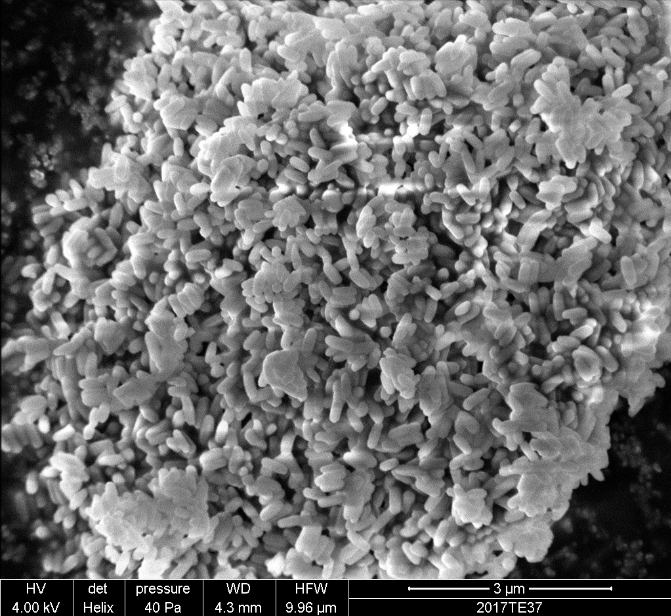 HV det pressure WD HFW 3 µm
4.00 kV Helix 40 Pa 4.3 mm 9.96 µm 2017TE37